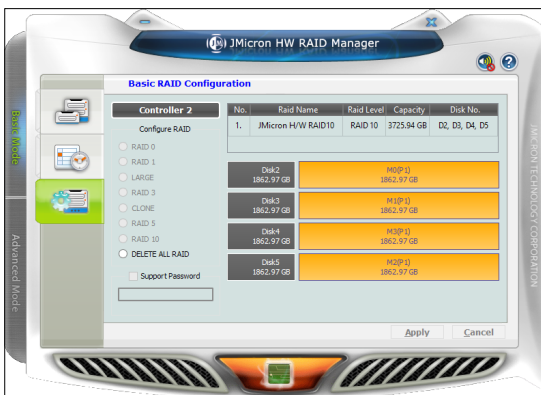 JM JMicron HW RAID Manager
Basic RAID Configuration
Basic Mode
Advanced Mode
Controller 2
Configure RAID
RAID 0
RAID 1
LARGE
RAID 3
CLONE
RAID 5
RAID 10
DELETE ALL RAID
Support Password
No. Raid Name Raid Level Capacity Disk No.
1. JMicron H/W RAID10 RAID 10 3725.94 GB D2, D3, D4, D5
Disk2 M0(P1)
1862.97 GB 1862.97 GB
Disk3 M1(P1)
1862.97 GB 1862.97 GB
Disk4 M3(P1)
1862.97 GB 1862.97 GB
Disk5 M2(P1)
1862.97 GB 1862.97 GB
Apply Cancel
JMICRON TECHNOLOGY CORPORATION